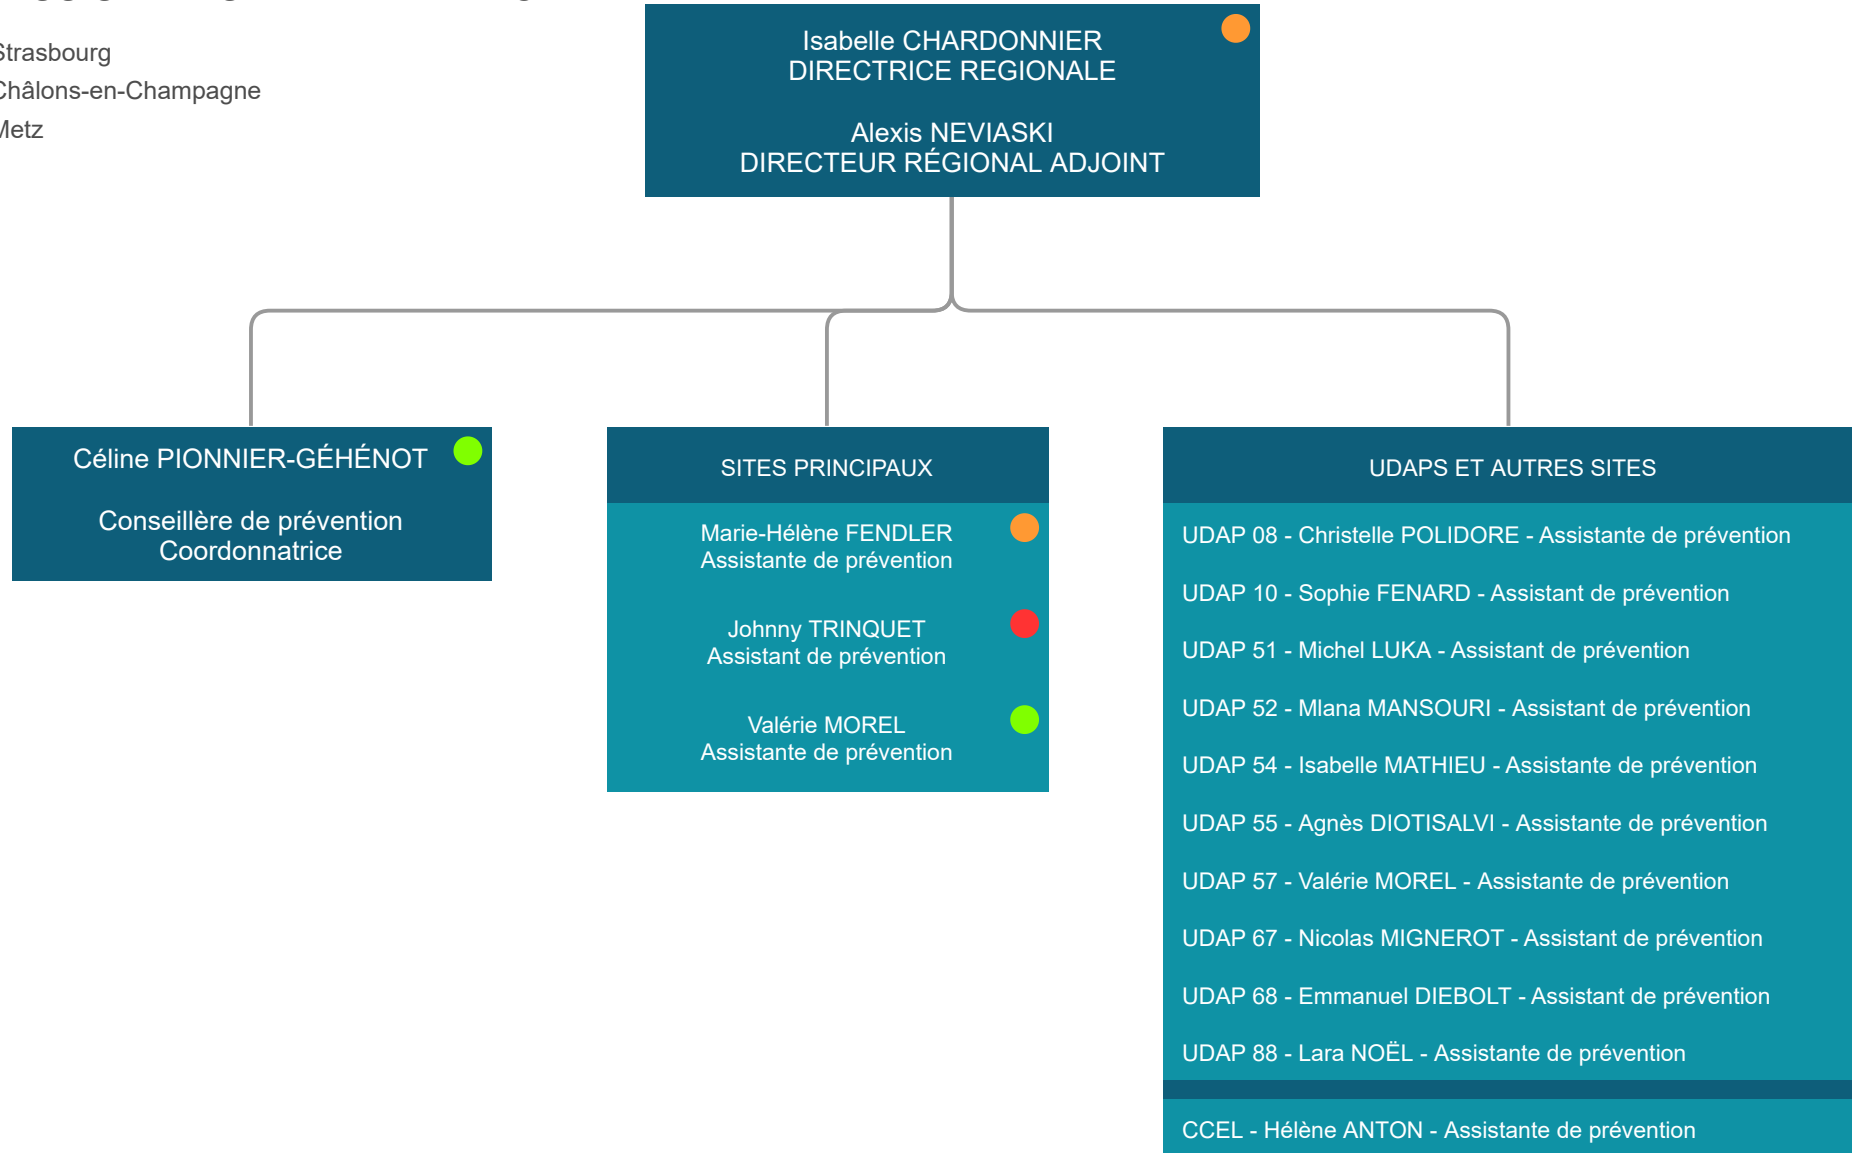 Strasbourg
Châlons-en-Champagne
Metz
Isabelle CHARDONNIER
DIRECTRICE REGIONALE
Alexis NEVIASKI
DIRECTEUR RÉGIONAL ADJOINT
Céline PIONNIER-GÉHÉNOT
Conseillère de prévention
Coordonnatrice
SITES PRINCIPAUX
Marie-Hélène FENDLER
Assistante de prévention
Johnny TRINQUET
Assistant de prévention
Valérie MOREL
Assistante de prévention
UDAPS ET AUTRES SITES
UDAP 08 - Christelle POLIDORE - Assistante de prévention
UDAP 10 - Sophie FENARD - Assistant de prévention
UDAP 51 - Michel LUKA - Assistant de prévention
UDAP 52 - Mlana MANSOURI - Assistant de prévention
UDAP 54 - Isabelle MATHIEU - Assistante de prévention
UDAP 55 - Agnès DIOTISALVI - Assistante de prévention
UDAP 57 - Valérie MOREL - Assistante de prévention
UDAP 67 - Nicolas MIGNEROT - Assistant de prévention
UDAP 68 - Emmanuel DIEBOLT - Assistant de prévention
UDAP 88 - Lara NOËL - Assistante de prévention
CCEL - Hélène ANTON - Assistante de prévention